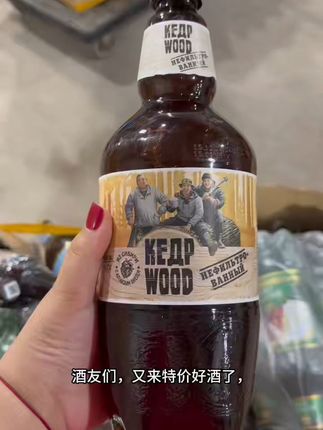 КЕДР
WOOD
НЕФИЛЬТРО-
ВАННЫЙ
КЕДР
WOOD
НЕФИЛЬТРО-
ВАННЫЙ
酒友们，又来特价好酒了，